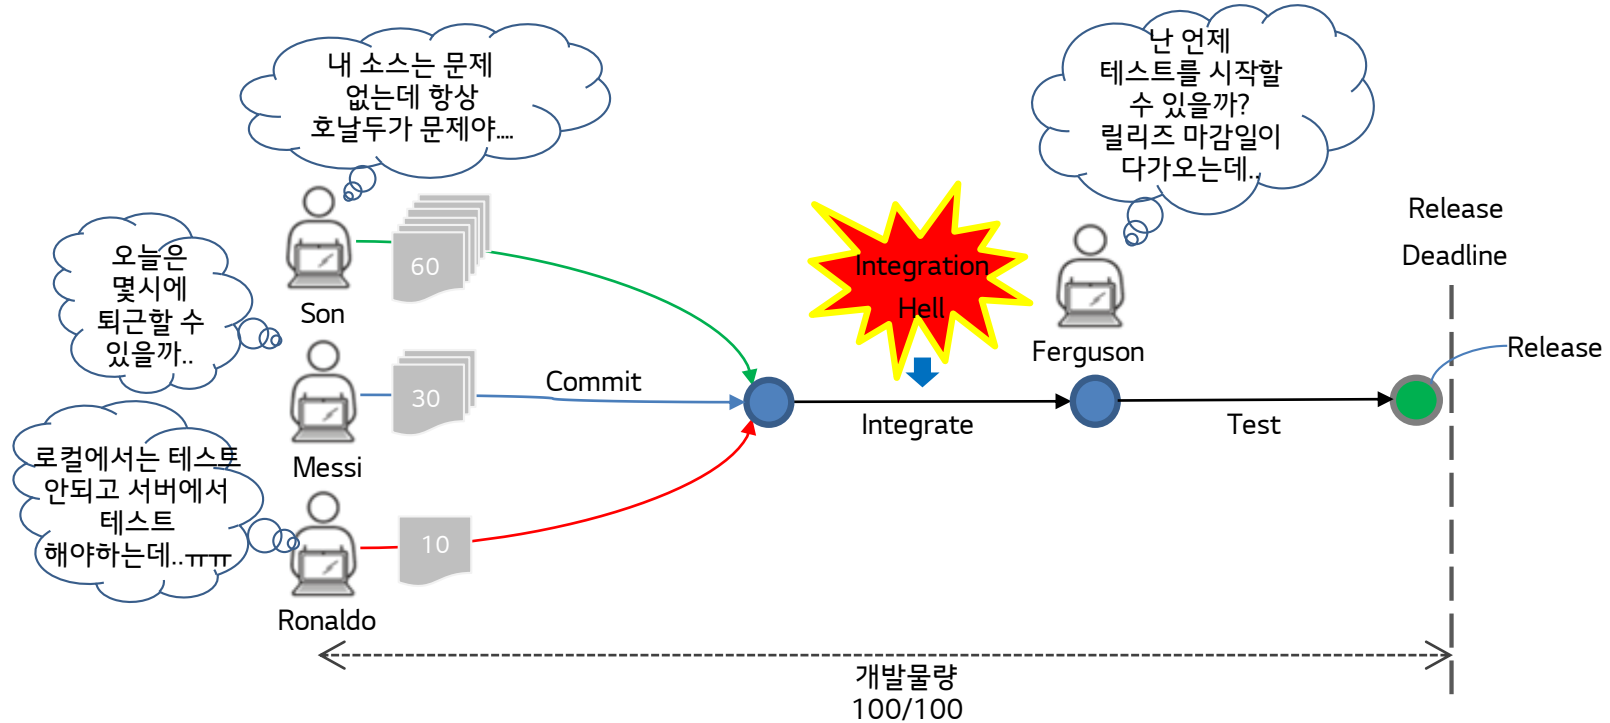 내 소스는 문제
없는데 항상
호날두가 문제야....
난 언제
테스트를 시작할
수 있을까?
릴리즈 마감일이
다가오는데..
오늘은
몇시에
퇴근할 수
있을까..
로컬에서는 테스트
안되고 서버에서
테스트
해야하는데..ㅠㅠ
Son
60
Messi
30
Ronaldo
10
Commit
Integration
Hell
Integrate
Ferguson
Test
Release
Deadline
Release
개발물량
100/100